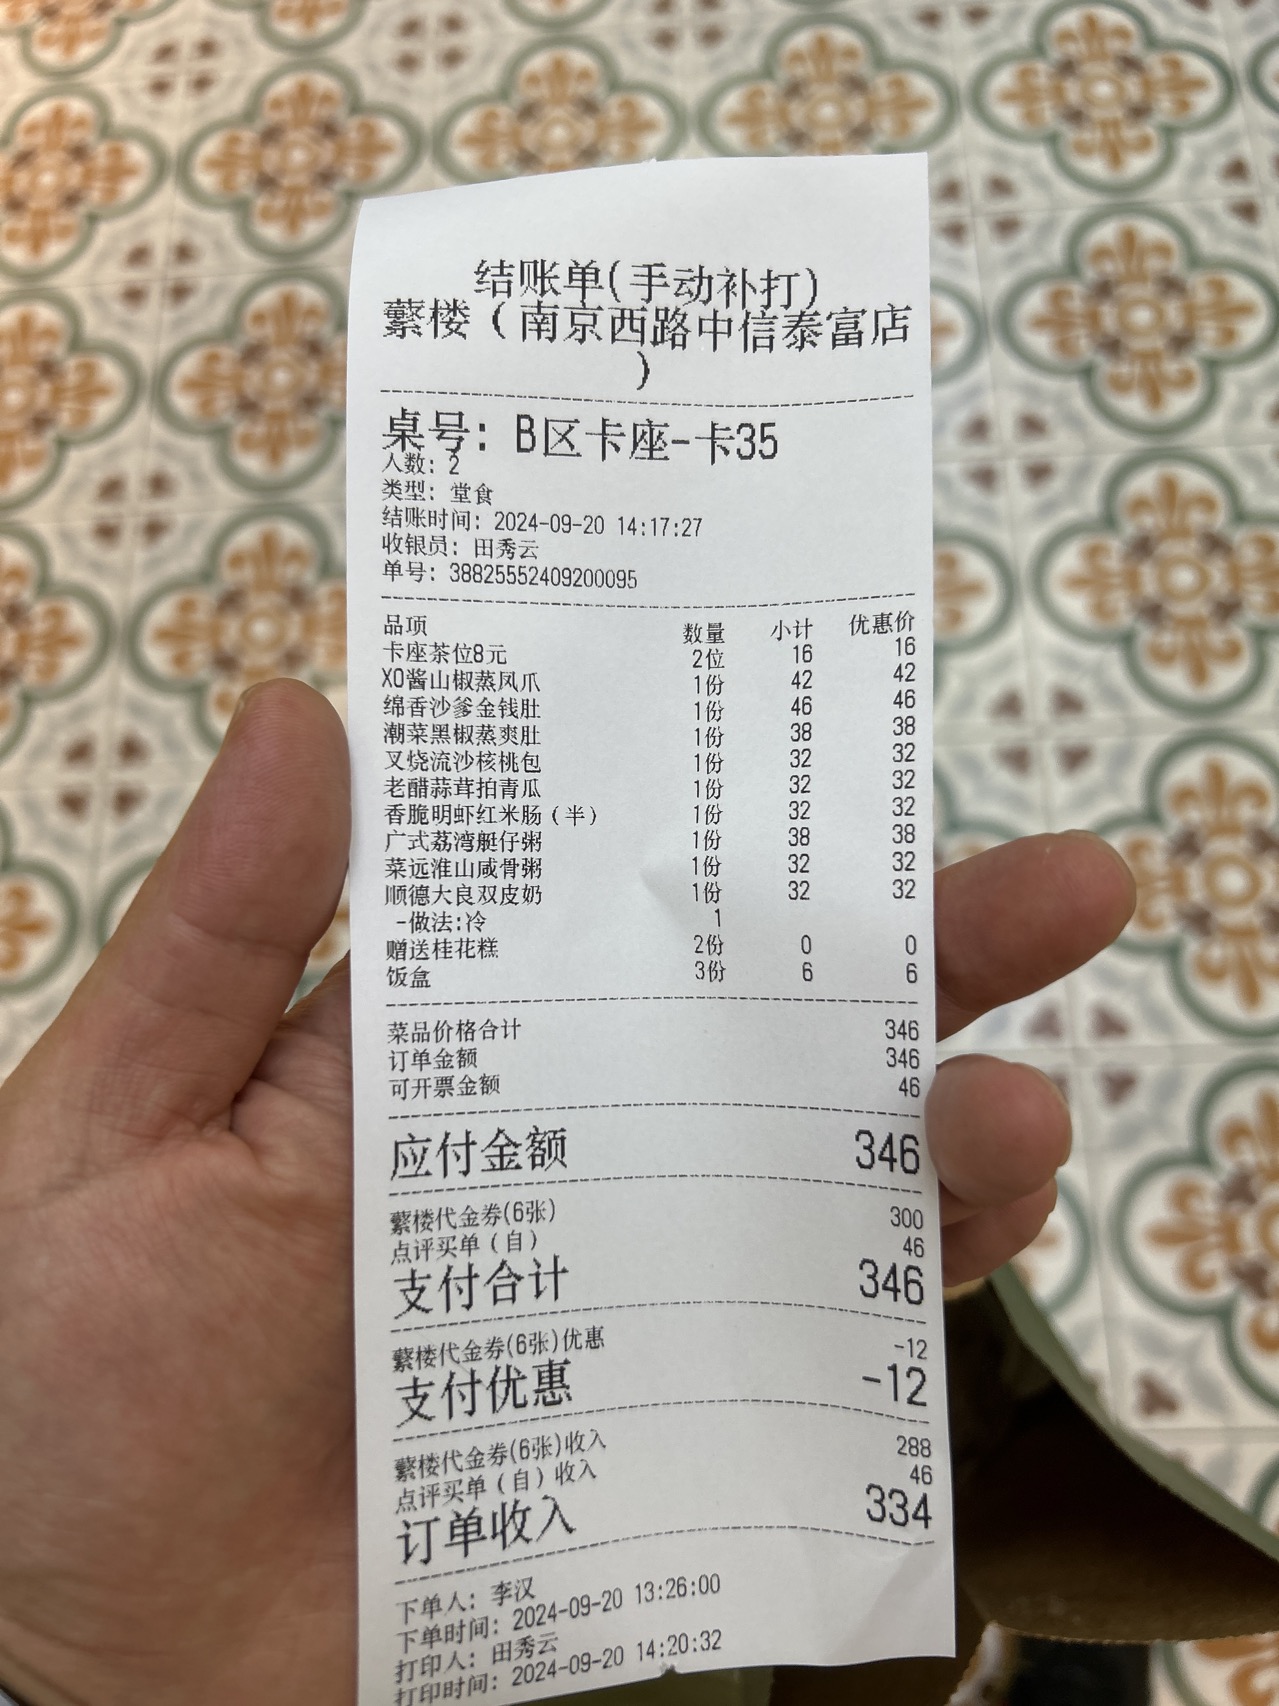 结账单(手动补打)
蘩楼（南京西路中信泰富店
）
桌号: B区卡座-卡35
人数: 2
类型: 堂食
结账时间: 2024-09-20 14:17:27
收银员: 田秀云
单号: 38825552409200095
品项 数量 小计 优惠价
卡座茶位8元 2位 16 16
XO酱山椒蒸凤爪 1份 42 42
绵香沙爹金钱肚 1份 46 46
潮菜黑椒蒸爽肚 1份 38 38
叉烧流沙核桃包 1份 32 32
老醋蒜茸拍青瓜 1份 32 32
香脆明虾红米肠（半） 1份 32 32
广式荔湾艇仔粥 1份 38 38
菜远淮山咸骨粥 1份 32 32
顺德大良双皮奶 1份 32 32
-做法:冷 1
赠送桂花糕 2份 0 0
饭盒 3份 6 6
菜品价格合计 346
订单金额 346
可开票金额 46
应付金额 346
蘩楼代金券(6张) 300
点评买单（自） 46
支付合计 346
蘩楼代金券(6张)优惠 -12
支付优惠 -12
蘩楼代金券(6张)收入 288
点评买单（自）收入 46
订单收入 334
下单人: 李汉
下单时间: 2024-09-20 13:26:00
打印人: 田秀云
打印时间: 2024-09-20 14:20:32